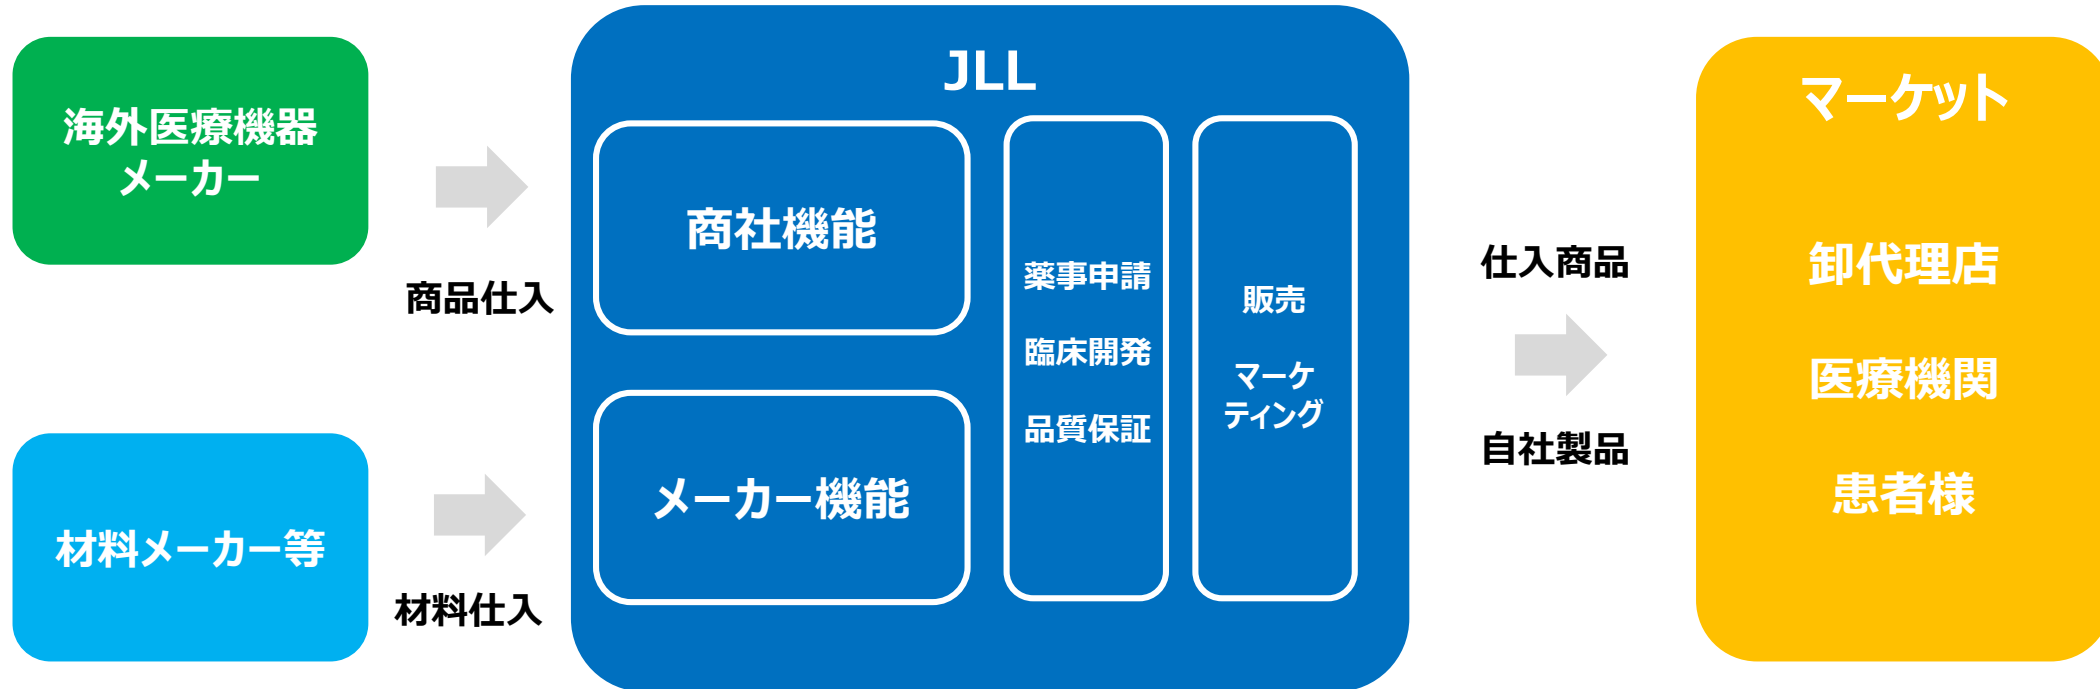 海外医療機器
メーカー
商品仕入
材料メーカー等
材料仕入
JLL
商社機能
メーカー機能
薬事申請
臨床開発
品質保証
販売
マーケ
ティング
仕入商品
自社製品
マーケット
卸代理店
医療機関
患者様